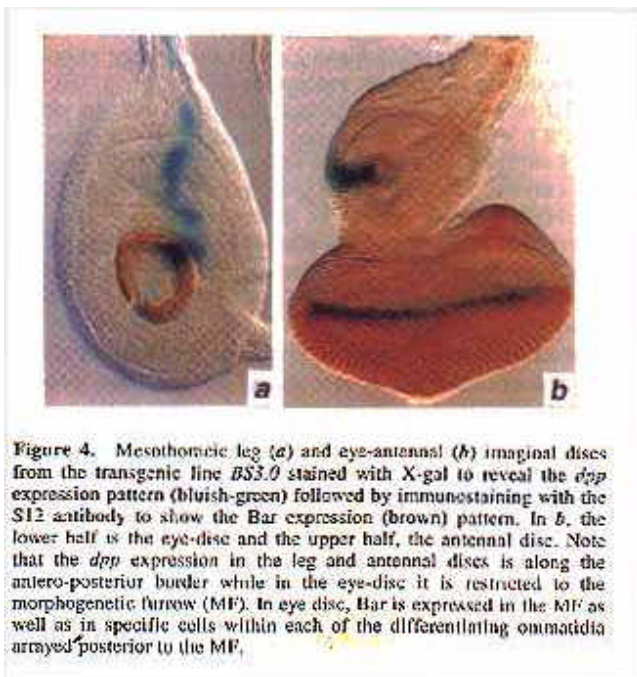 a
b
Figure 4. Mesothoracic leg (a) and eye-antennal (b) imaginal discs
from the transgenic line BS3.0 stained with X-gal to reveal the dpp
expression pattern (bluish-green) followed by immunostaining with the
S12 antibody to show the Bar expression (brown) pattern. In b, the
lower half is the eye-disc and the upper half, the antennal disc. Note
that the dpp expression in the leg and antennal discs is along the
antero-posterior border while in the eye-disc it is restricted to the
morphogenetic furrow (MF). In eye disc, Bar is expressed in the MF as
well as in specific cells within each of the differentiating ommatidia
arrayed posterior to the MF.